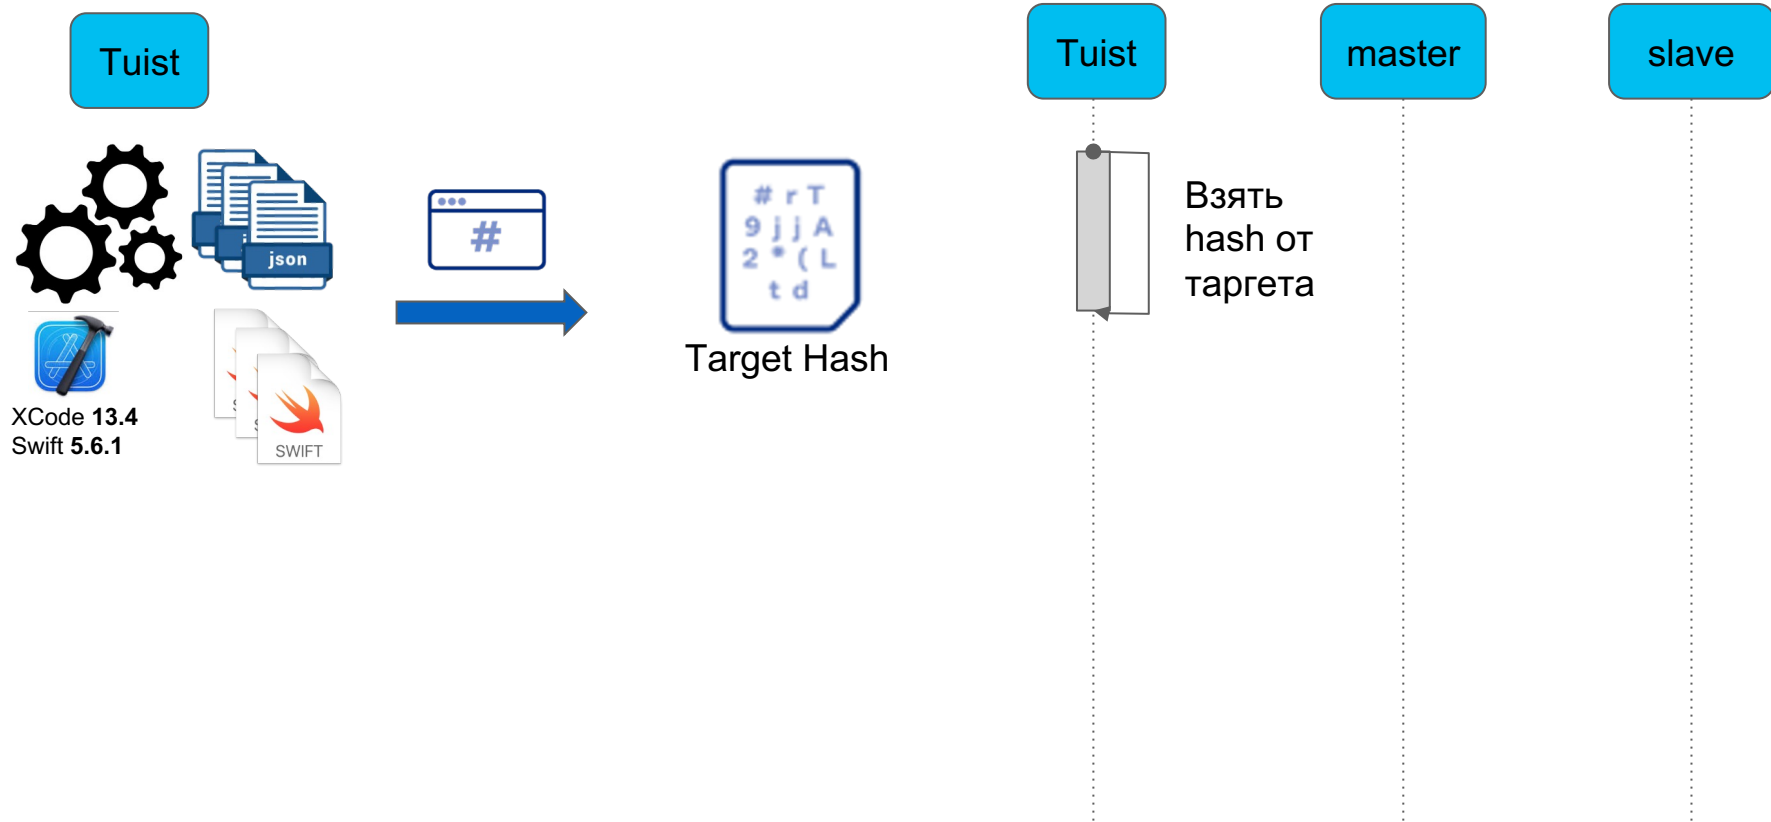 Tuist
json
#
# r T
9 j j A
2 * ( L
t d
Target Hash
XCode 13.4
Swift 5.6.1
SWIFT
Tuist
master
slave
Взять
hash от
таргета